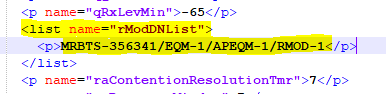 <p name="qRxLevMin">-65</p>
<list name="rModDNList">
<p>MRBTS-356341/EQM-1/APEQM-1/RMOD-1</p>
</list>
<p name="raContentionResolutionTmr">7</p>